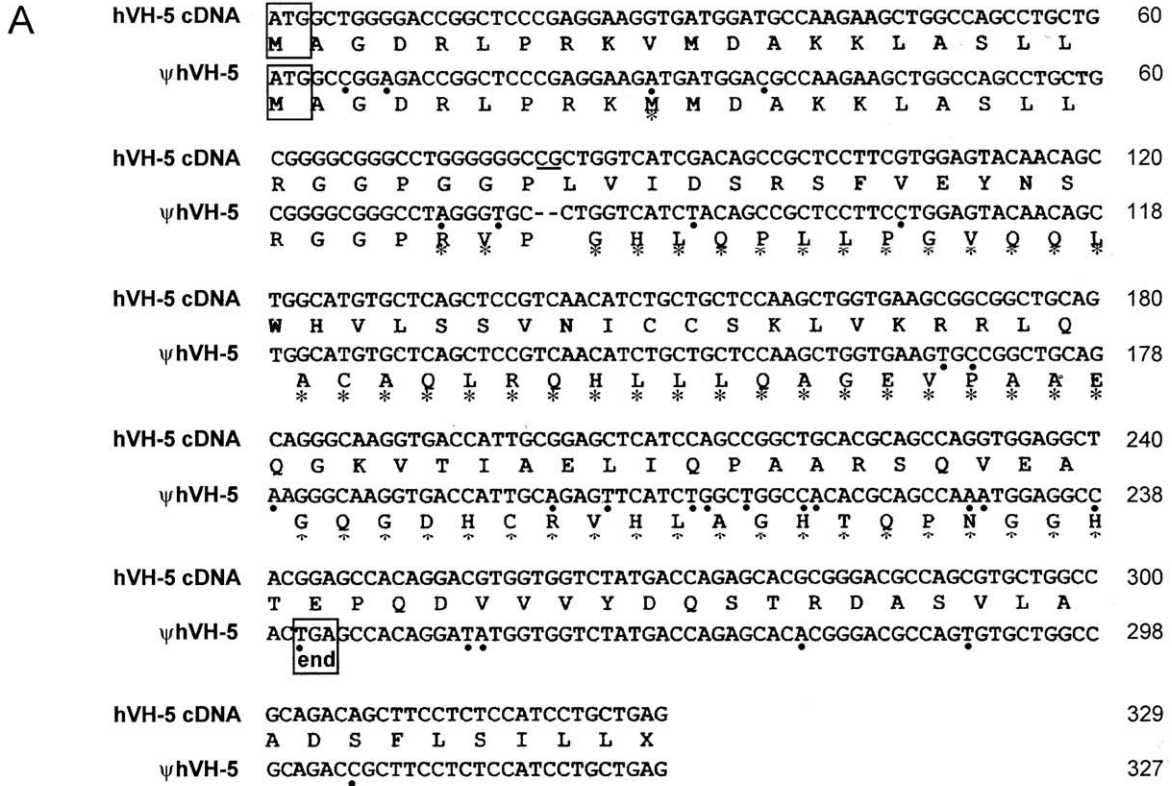 A
hVH-5 cDNA ATGGCTGGGGACCGGCTCCCGAGGAAGGTGATGGATGCCAAGAAGCTGGCCAGCCTGCTG 60
M A G D R L P R K V M D A K K L A S L L
ψhVH-5 ATGGCCGGAGACCGGCTCCCGAGGAAGATGATGGACGCCAAGAAGCTGGCCAGCCTGCTG 60
M A G D R L P R K M M D A K K L A S L L
*
hVH-5 cDNA CGGGGCGGGCCTGGGGGGCCGCTGGTCATCGACAGCCGCTCCTTCGTGGAGTACAACAGC 120
R G G P G G P L V I D S R S F V E Y N S
ψhVH-5 CGGGGCGGGCCTAGGGTGC--CTGGTCATCTACAGCCGCTCCTTCCTGGAGTACAACAGC 118
R G G P R V P G H L Q P L L P G V Q Q L
* * * * * * * * * * * * * * *
hVH-5 cDNA TGGCATGTGCTCAGCTCCGTCAACATCTGCTGCTCCAAGCTGGTGAAGCGGCGGCTGCAG 180
W H V L S S V N I C C S K L V K R R L Q
ψhVH-5 TGGCATGTGCTCAGCTCCGTCAACATCTGCTGCTCCAAGCTGGTGAAGTGCCGGCTGCAG 178
A C A Q L R Q H L L L Q A G E V P A A E
* * * * * * * * * * * * * * * * * * * *
hVH-5 cDNA CAGGGCAAGGTGACCATTGCGGAGCTCATCCAGCCGGCTGCACGCAGCCAGGTGGAGGCT 240
Q G K V T I A E L I Q P A A R S Q V E A
ψhVH-5 AAGGGCAAGGTGACCATTGCAGAGTTCATCTGGCTGGCCACACGCAGCCAAATGGAGGCC 238
G Q G D H C R V H L A G H T Q P N G G H
* * * * * * * * * * * * * * * * * * * *
hVH-5 cDNA ACGGAGCCACAGGACGTGGTGGTCTATGACCAGAGCACGCGGGACGCCAGCGTGCTGGCC 300
T E P Q D V V V Y D Q S T R D A S V L A
ψhVH-5 ACTGAGCCACAGGATATGGTGGTCTATGACCAGAGCACACGGGACGCCAGTGTGCTGGCC 298
end
hVH-5 cDNA GCAGACAGCTTCCTCTCCATCCTGCTGAG 329
A D S F L S I L L X
ψhVH-5 GCAGACCGCTTCCTCTCCATCCTGCTGAG 327